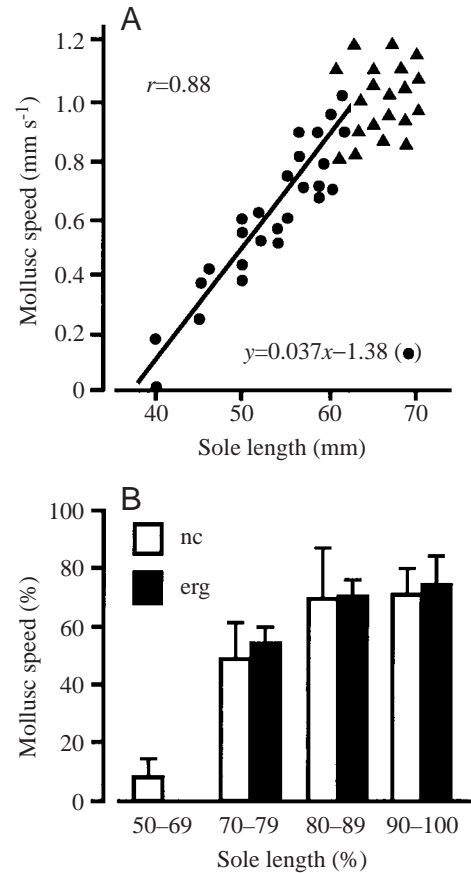 A
1.2
1.0
0.8
0.6
0.4
0.2
0
Mollusc speed (mm s⁻¹)
r=0.88
y=0.037x−1.38 (●)
40 50 60 70
Sole length (mm)
B
100
80
60
40
20
0
Mollusc speed (%)
nc
erg
50–69 70–79 80–89 90–100
Sole length (%)